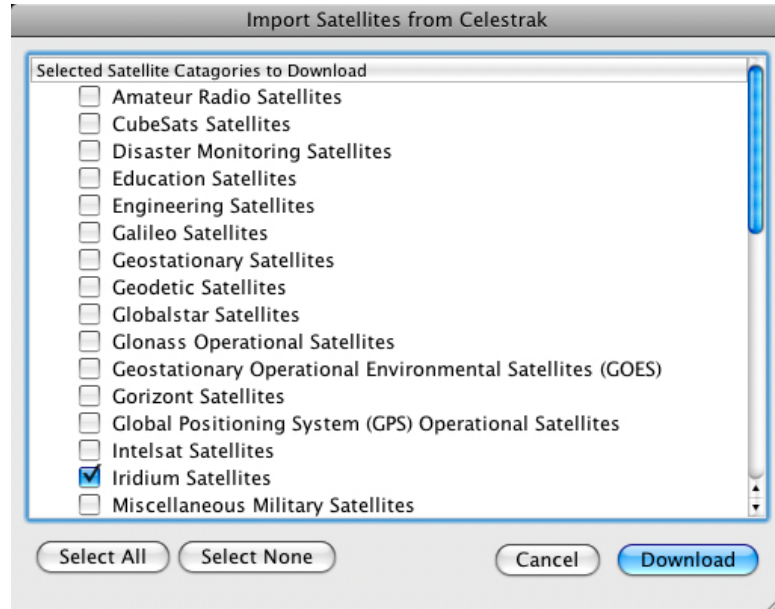 Import Satellites from Celestrak
Selected Satellite Catagories to Download
Amateur Radio Satellites
CubeSats Satellites
Disaster Monitoring Satellites
Education Satellites
Engineering Satellites
Galileo Satellites
Geostationary Satellites
Geodetic Satellites
Globalstar Satellites
Glonass Operational Satellites
Geostationary Operational Environmental Satellites (GOES)
Gorizont Satellites
Global Positioning System (GPS) Operational Satellites
Intelsat Satellites
Iridium Satellites
Miscellaneous Military Satellites
Select All Select None Cancel Download